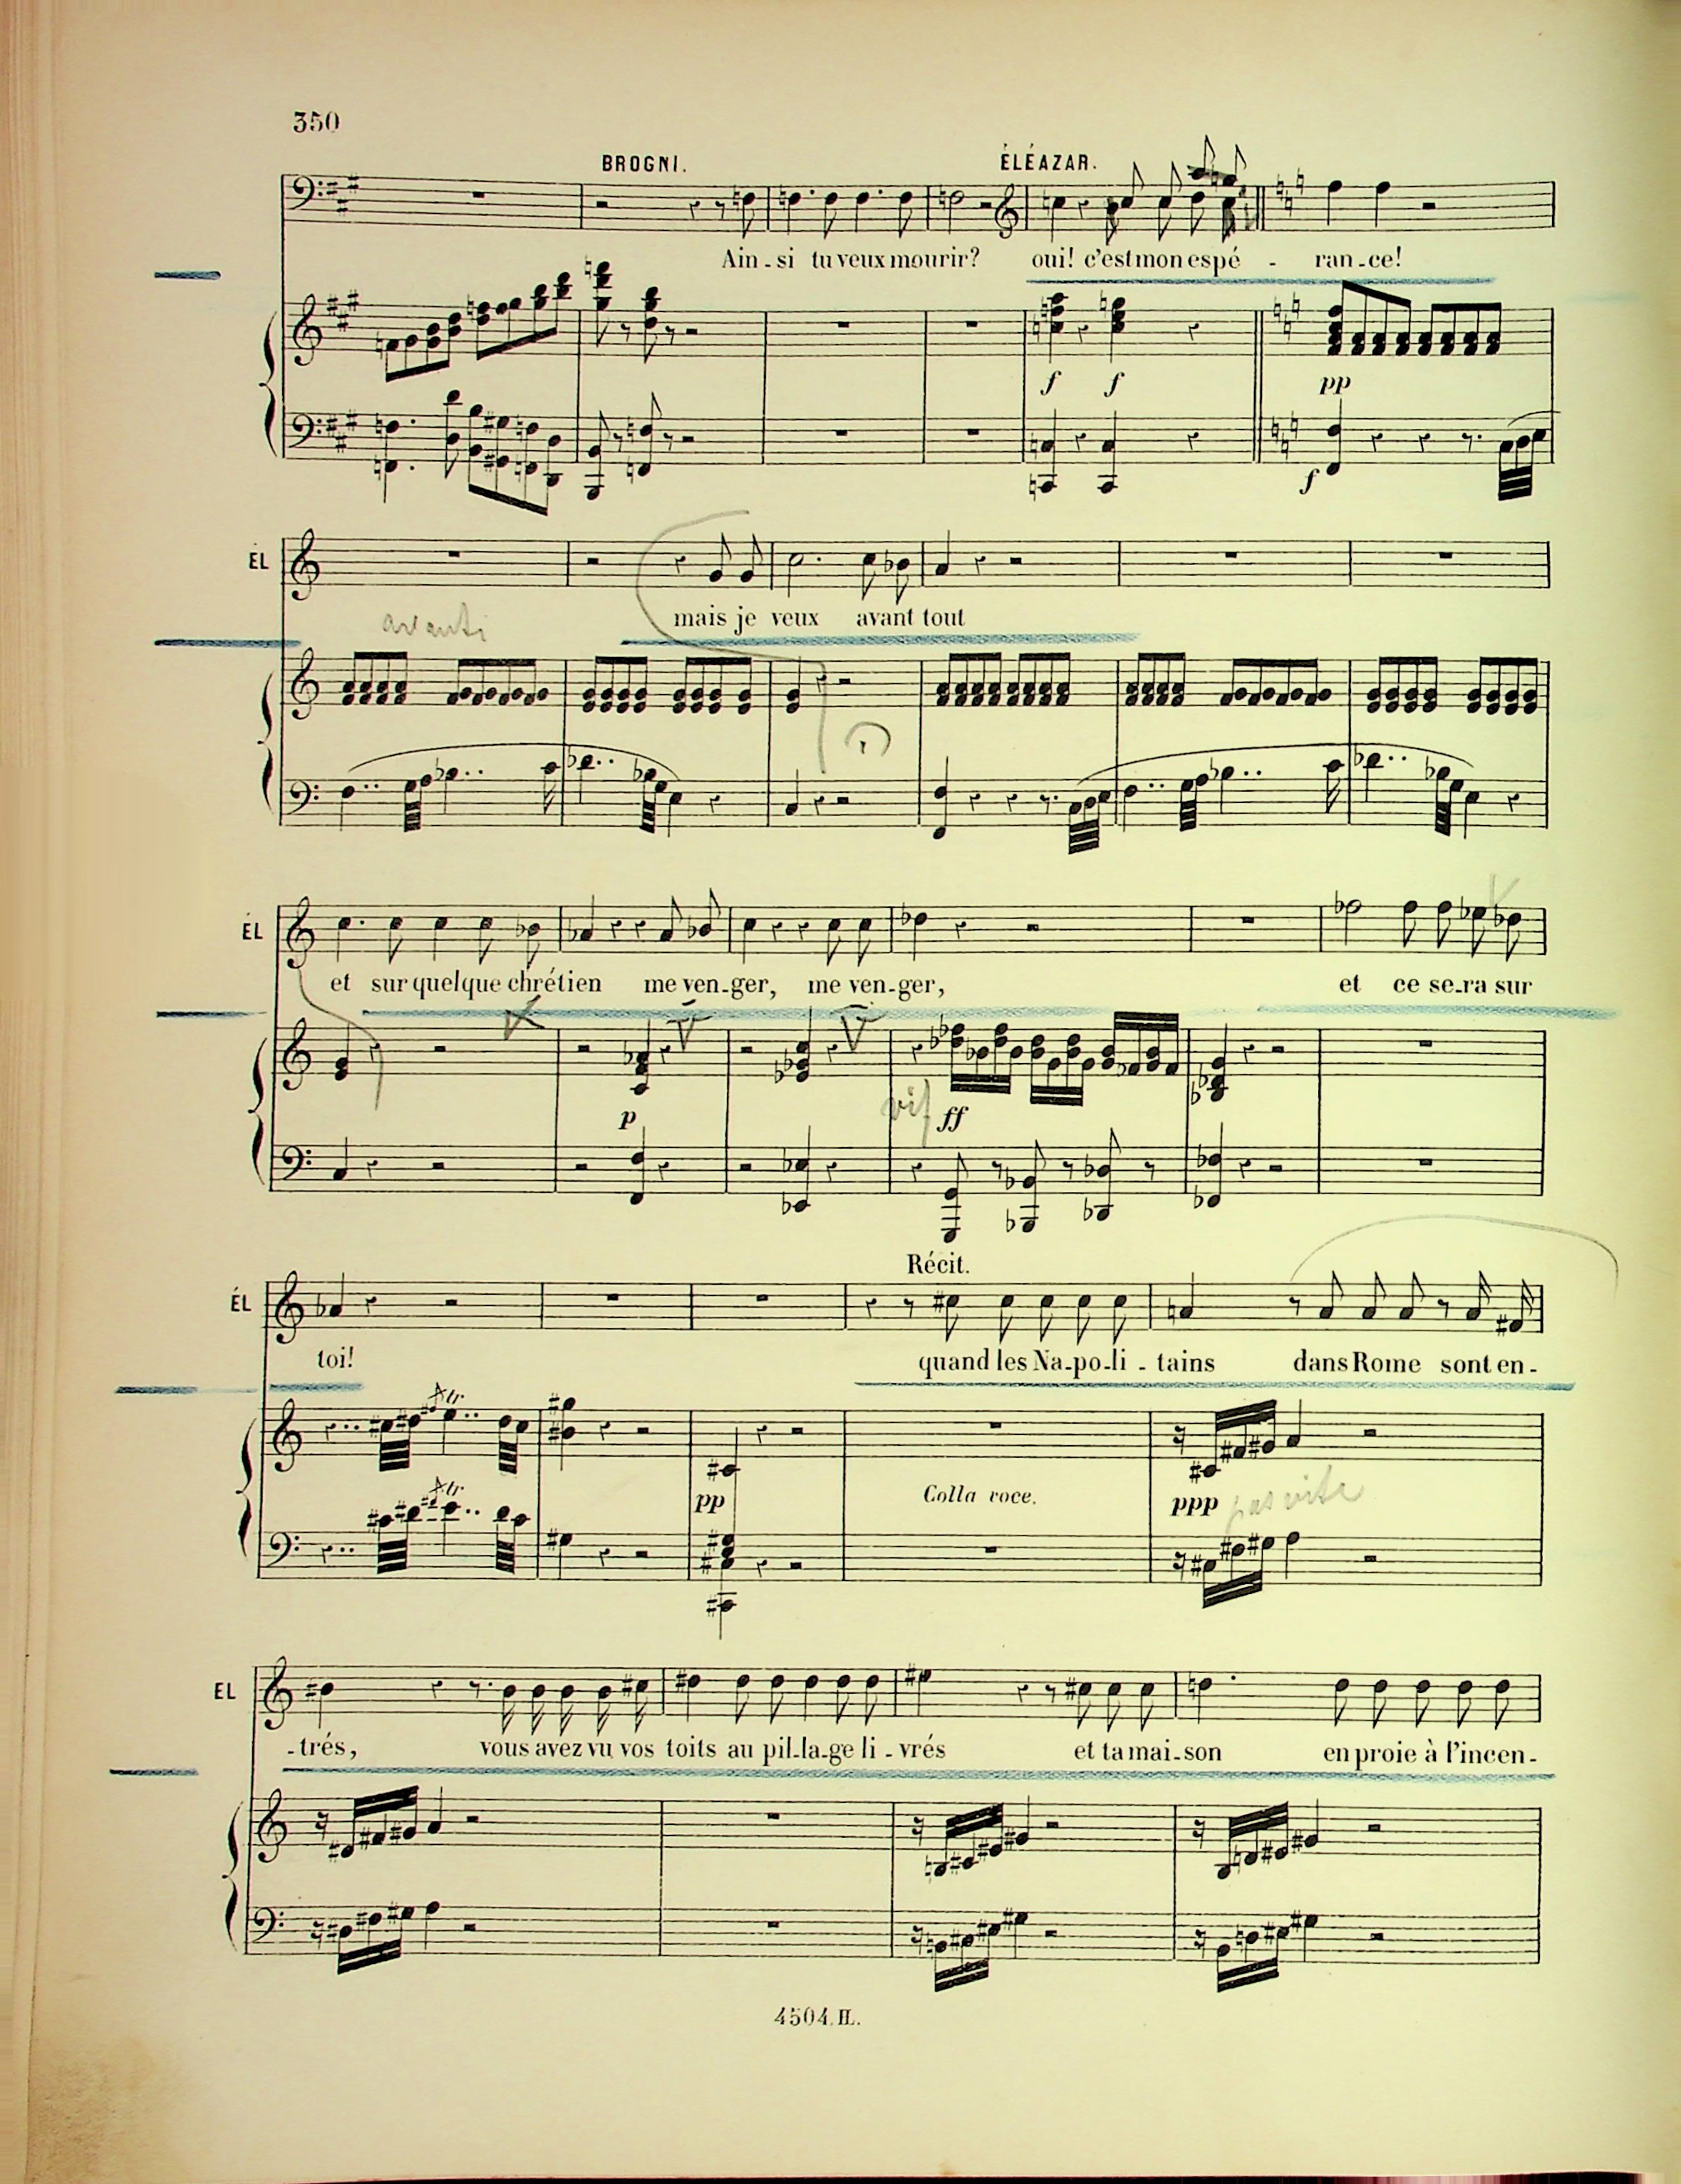 350
BROGNI. ÉLÉAZAR.
Ain - si tu veux mourir? oui! c'est mon espé - ran - ce!
f f pp
f
ÉL
mais je veux avant tout
avanti
ÉL
et sur quelque chrétien me ven - ger, me ven - ger, et ce se - ra sur
p vif ff
Récit.
ÉL
toi! quand les Na - po - li - tains dans Rome sont en -
tr
tr
pp Colla voce. ppp pas vite
EL
- trés, vous avez vu vos toits au pil - la - ge li - vrés et ta mai - son en proie à l'incen -
4504. H.